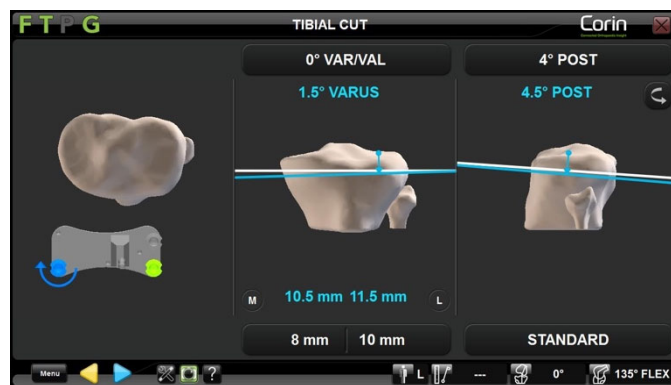 F T P G
TIBIAL CUT
Corin
0° VAR/VAL
4° POST
1.5° VARUS
4.5° POST
M
10.5 mm 11.5 mm
L
8 mm 10 mm
STANDARD
Menu
?
L
---
0°
135° FLEX